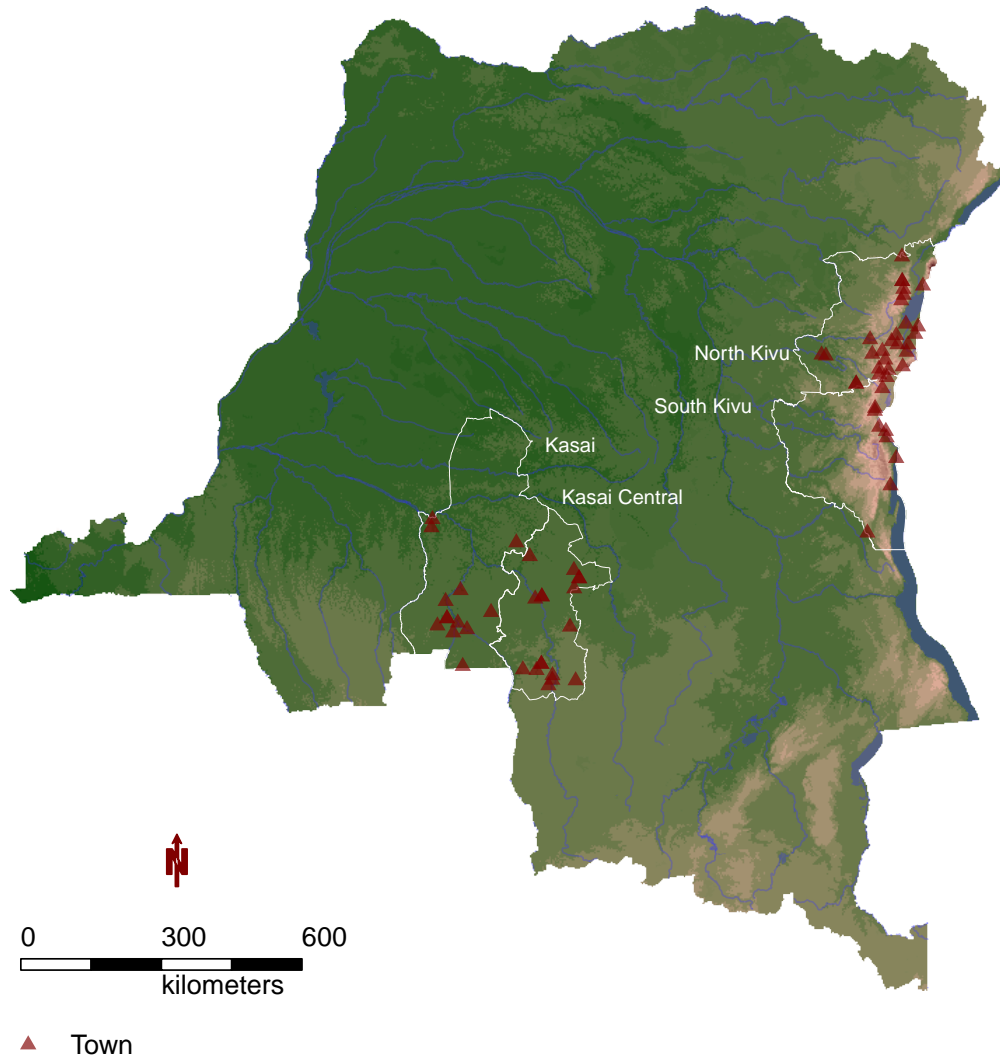 North Kivu
South Kivu
Kasai
Kasai Central
N
0 300 600
kilometers
Town